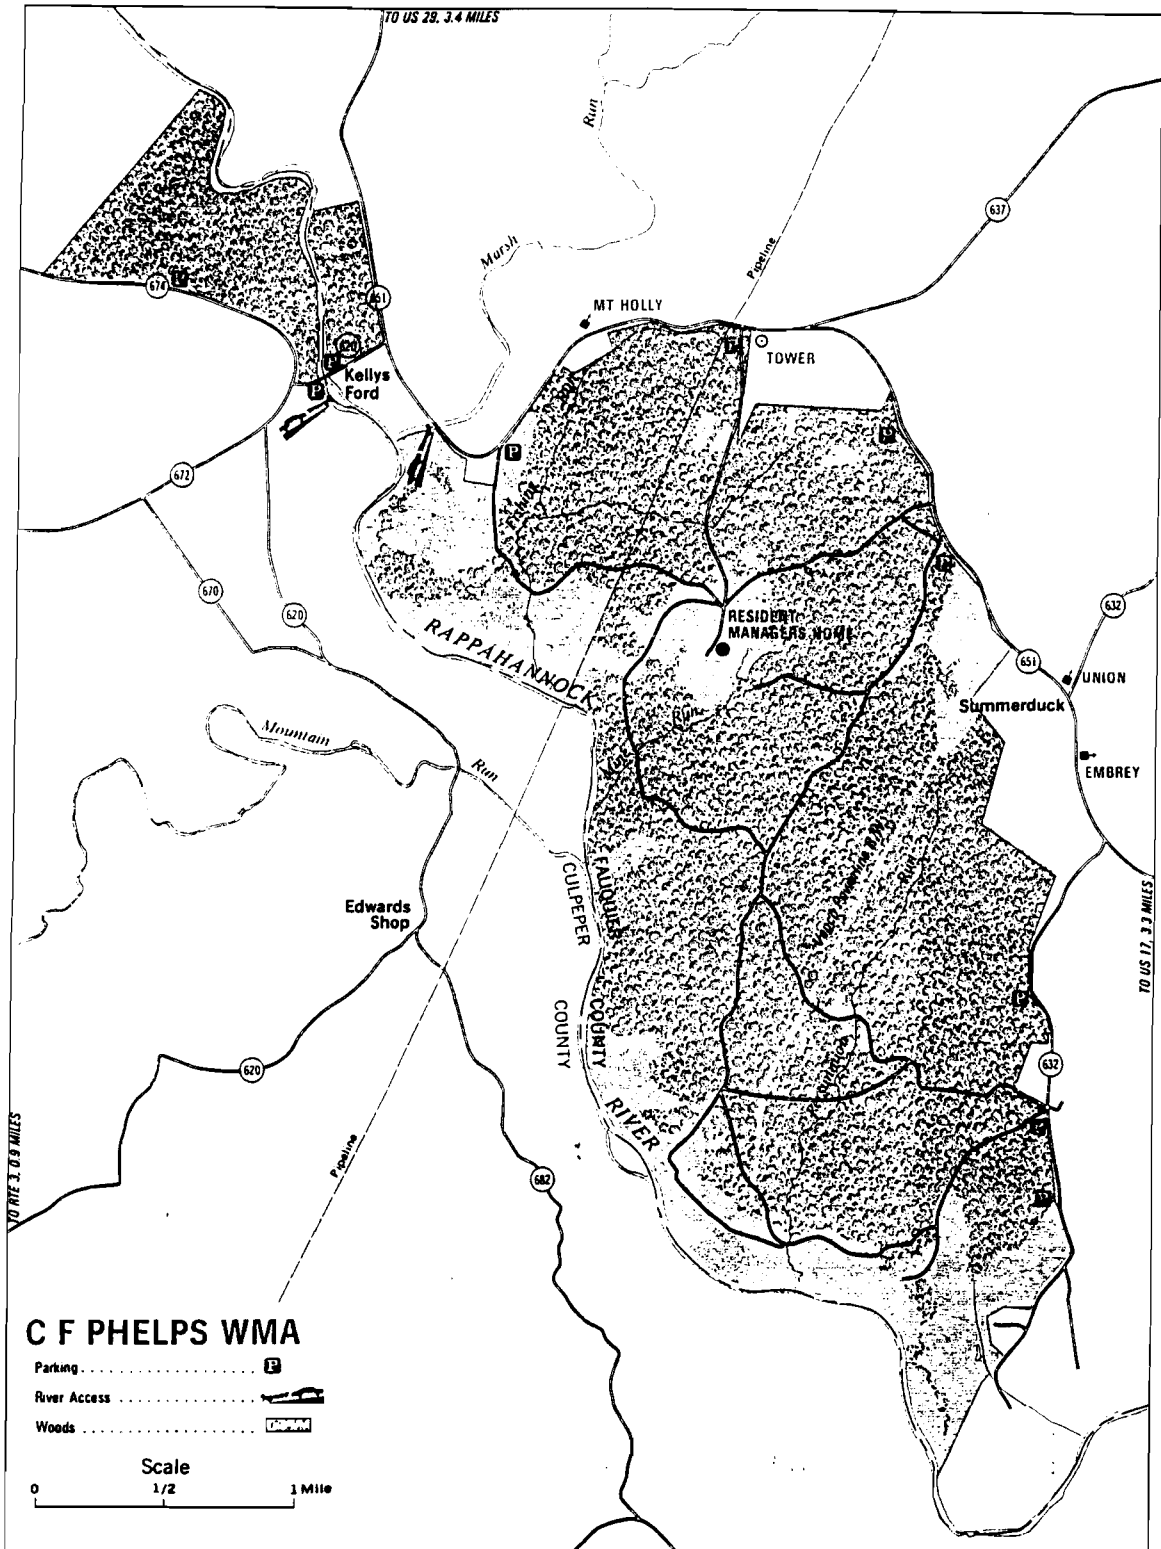 TO US 29, 3.4 MILES
Run
637
Marsh
Pipeline
674
651
MT HOLLY
TOWER
P
620
Kellys
Ford
P
P
P
672
670
620
RESIDENT
MANAGERS HOME
632
651
UNION
Summerduck
EMBREY
RAPPAHANNOCK
Run
Mountain
Run
FAUQUIER
CULPEPER
Run
Edwards
Shop
COUNTY
COUNTY
TO US 17, 3.3 MILES
P
632
620
RIVER
TO RTE 3, 0.9 MILES
Pipeline
682
P
C F PHELPS WMA
Parking P
River Access
Woods
Scale
0 1/2 1 Mile